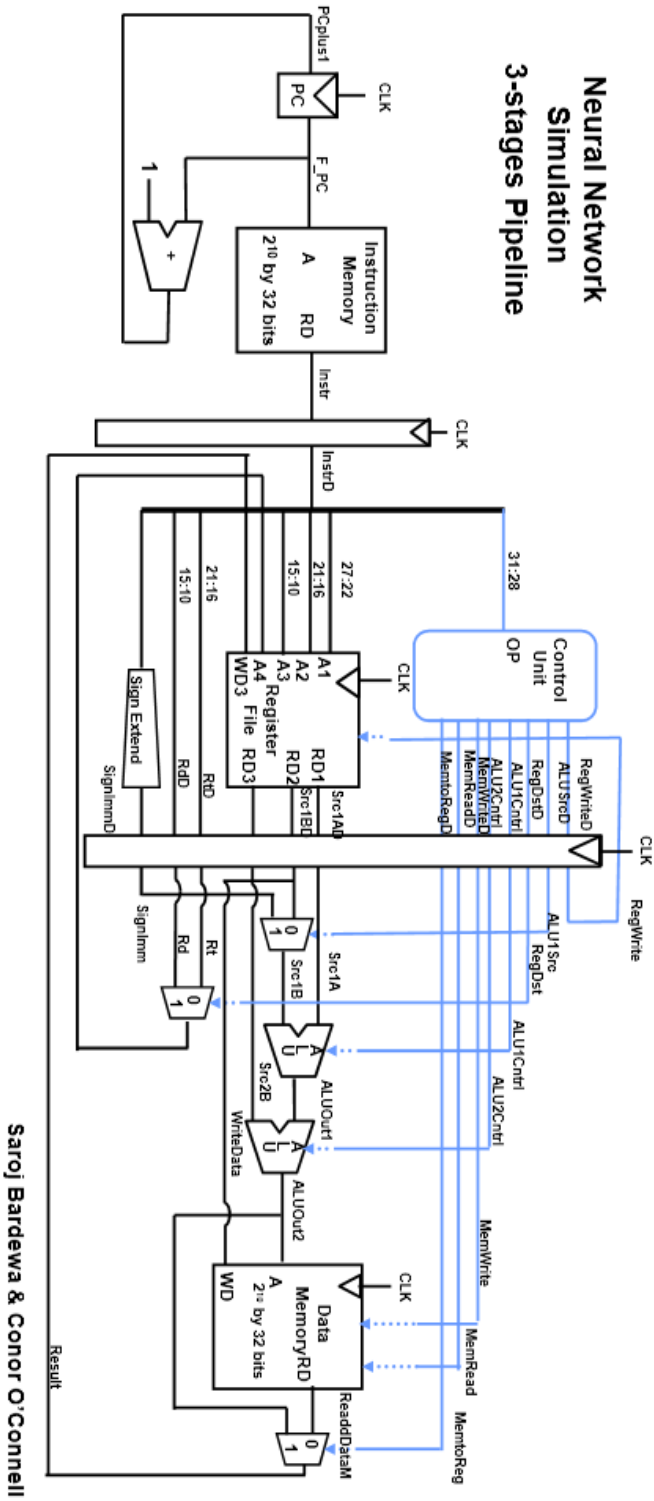 Neural Network
Simulation
3-stages Pipeline
PCplus1
CLK
PC
F_PC
1
+
Instruction
Memory
A RD
2¹⁰ by 32 bits
Instr
CLK
InstrD
31:28
Control
Unit
OP
27:22
21:16
15:10
21:16
15:10
CLK
A1
A2
A3
A4
WD3
RD1
RD2
RD3
Register
File
Sign Extend
RegWriteD
ALUSrcD
RegDstD
ALU1Cntrl
ALU2Cntrl
MemWriteD
MemReadD
MemtoRegD
Src1AD
Src1BD
RtD
RdD
SignImmD
CLK
RegWrite
ALU1Src
RegDst
ALU1Cntrl
ALU2Cntrl
MemWrite
MemRead
MemtoReg
0
1
Src1A
Src1B
Rt
Rd
SignImm
0
1
ALU
ALUOut1
Src2B
WriteData
ALU
ALUOut2
CLK
A
WD
Data
MemoryRD
2¹⁰ by 32 bits
ReaddDataM
0
1
Result
Saroj Bardewa & Conor O'Connell